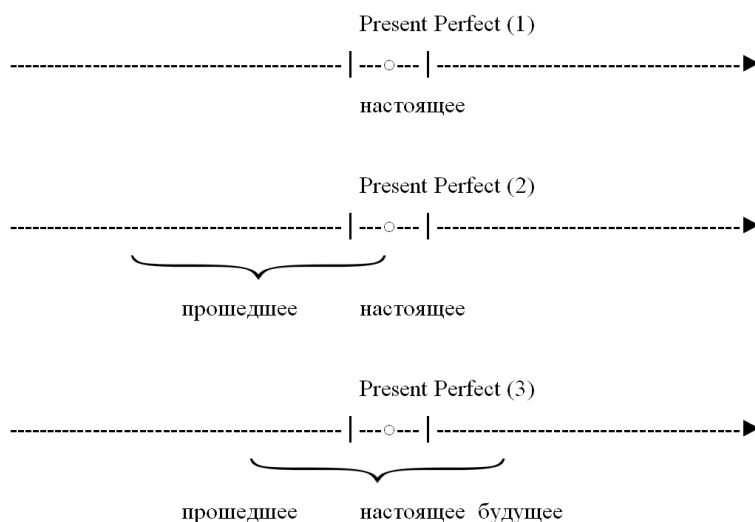 Present Perfect (1)
настоящее
Present Perfect (2)
прошедшее настоящее
Present Perfect (3)
прошедшее настоящее будущее